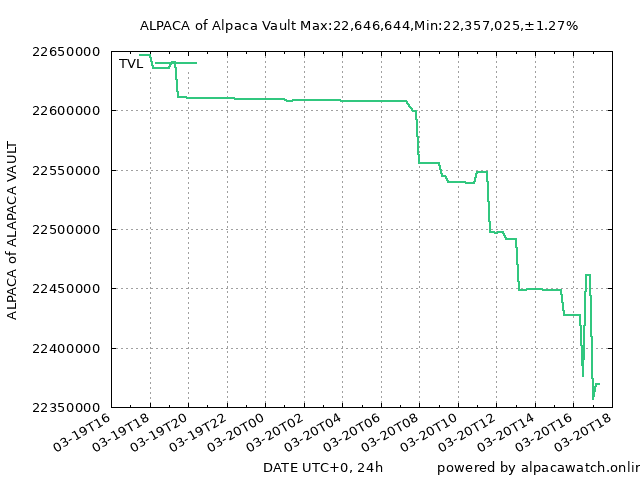 ALPACA of Alpaca Vault Max:22,646,644,Min:22,357,025,±1.27%
TVL
22650000
22600000
22550000
22500000
22450000
22400000
22350000
ALPACA of ALAPACA VAULT
03-19T16
03-19T18
03-19T20
03-19T22
03-20T00
03-20T02
03-20T04
03-20T06
03-20T08
03-20T10
03-20T12
03-20T14
03-20T16
03-20T18
DATE UTC+0, 24h
powered by alpacawatch.onlin